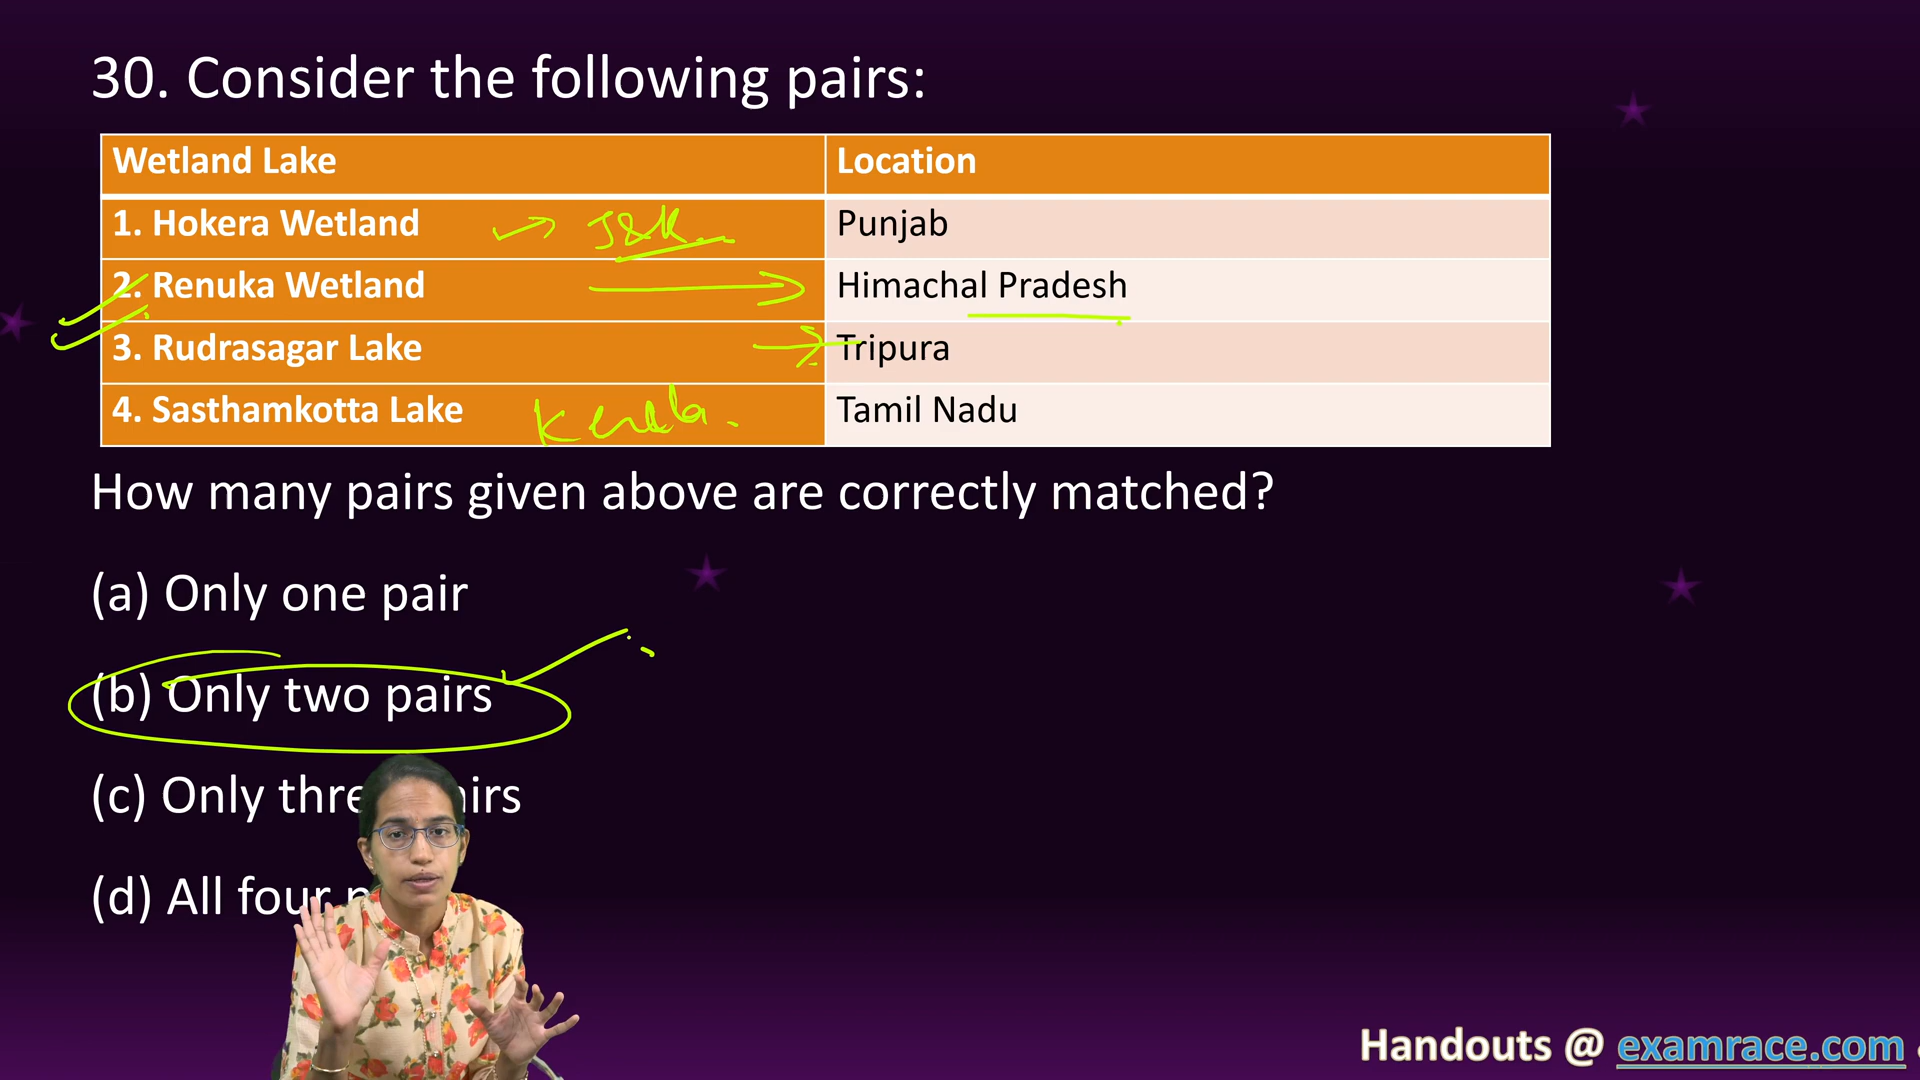 30. Consider the following pairs:
Wetland Lake Location
1. Hokera Wetland J&K Punjab
2. Renuka Wetland Himachal Pradesh
3. Rudrasagar Lake Tripura
4. Sasthamkotta Lake Kerala. Tamil Nadu
How many pairs given above are correctly matched?
(a) Only one pair
(b) Only two pairs
(c) Only
(d) All four
Handouts @ examrace.com